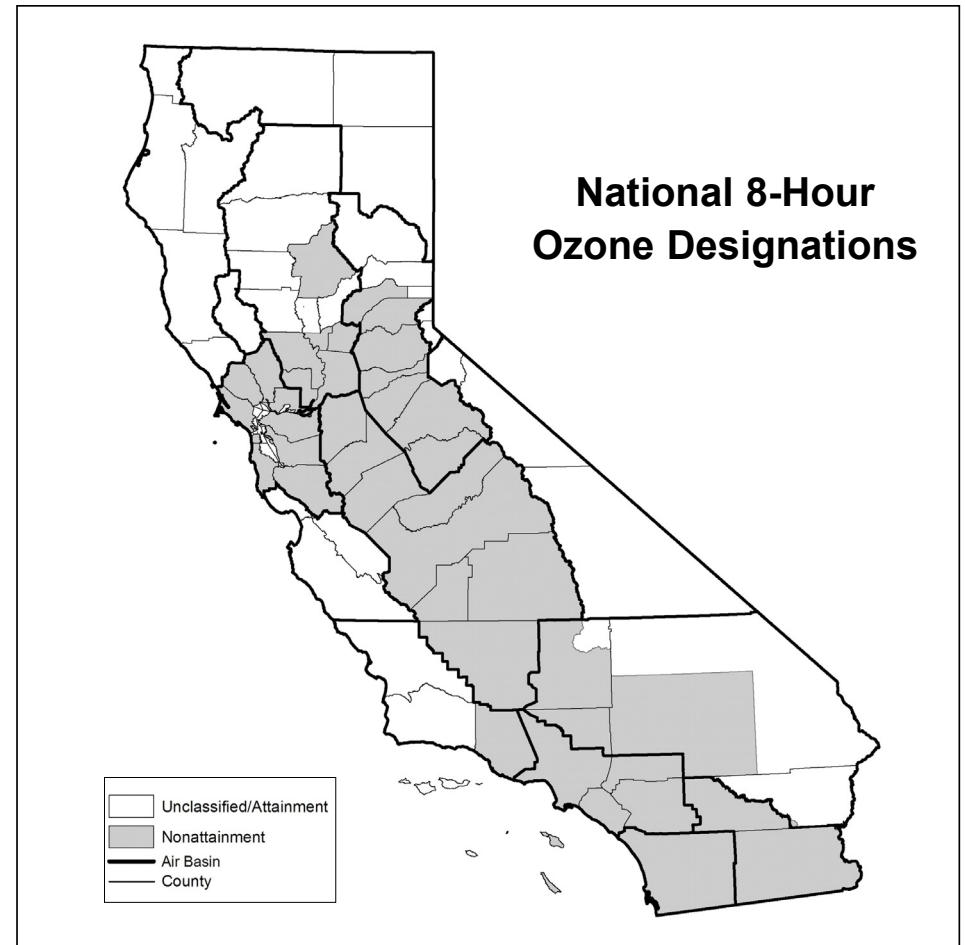 National 8-Hour
Ozone Designations
Unclassified/Attainment
Nonattainment
Air Basin
County